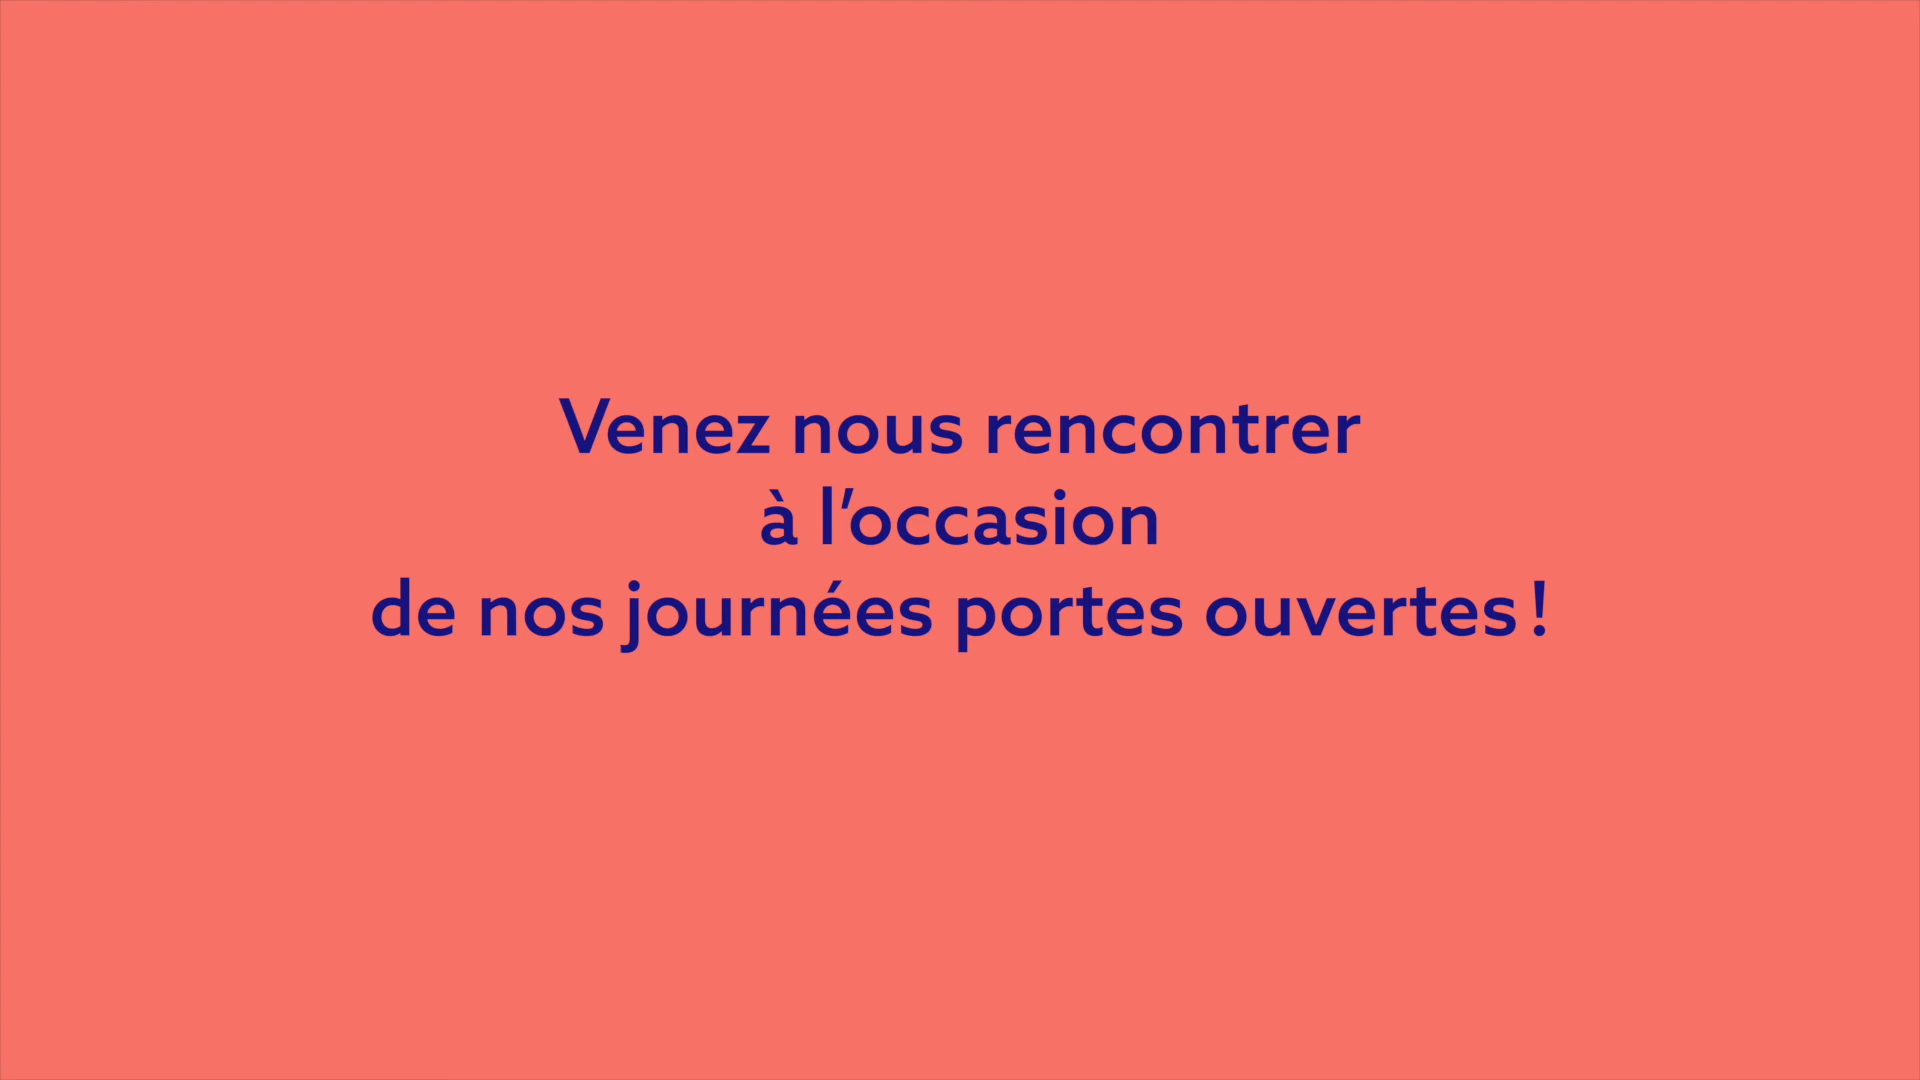 Venez nous rencontrer
à l’occasion
de nos journées portes ouvertes !